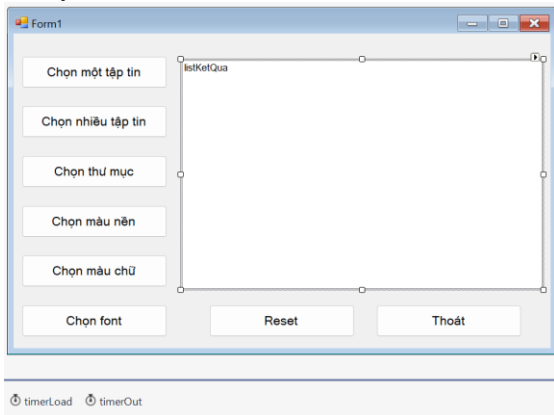 Form1
Chọn một tập tin
listKetQua
Chọn nhiều tập tin
Chọn thư mục
Chọn màu nền
Chọn màu chữ
Chọn font
Reset
Thoát
timerLoad
timerOut